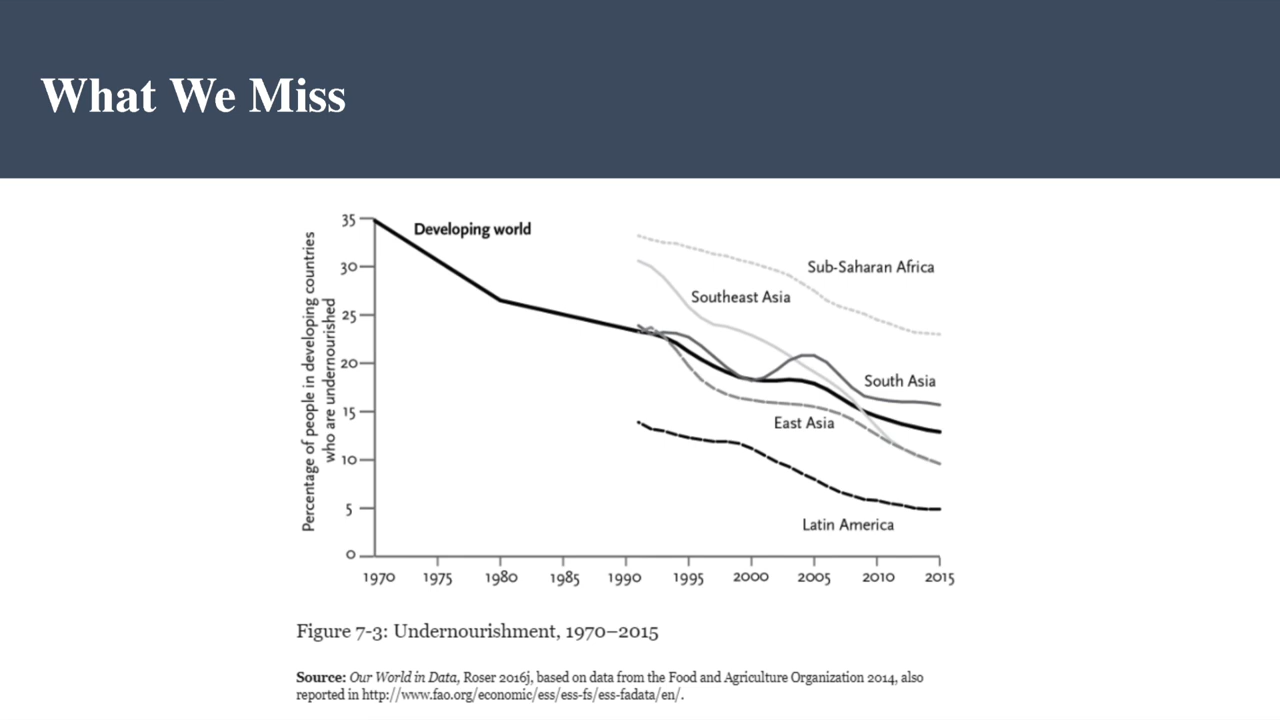 What We Miss
Percentage of people in developing countries
who are undernourished
35
30
25
20
15
10
5
0
Developing world
Sub-Saharan Africa
Southeast Asia
South Asia
East Asia
Latin America
1970 1975 1980 1985 1990 1995 2000 2005 2010 2015
Figure 7-3: Undernourishment, 1970–2015
Source: Our World in Data, Roser 2016j, based on data from the Food and Agriculture Organization 2014, also
reported in http://www.fao.org/economic/ess/ess-fs/ess-fadata/en/.